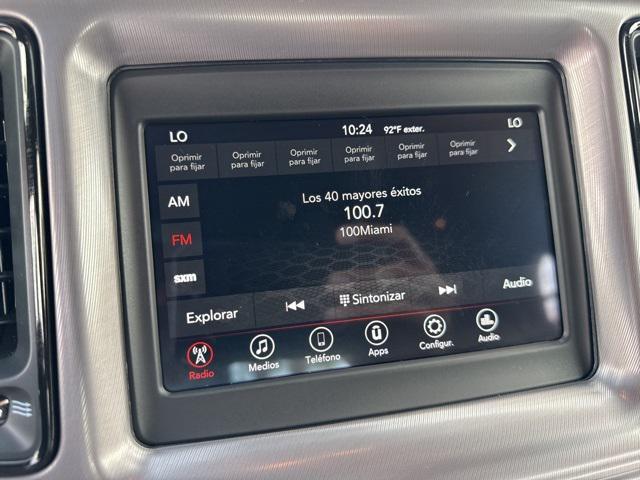 LO 10:24 92°F exter. LO
Oprimir para fijar
Oprimir para fijar
Oprimir para fijar
Oprimir para fijar
Oprimir para fijar
Oprimir para fijar
AM
FM
sxm
Los 40 mayores éxitos
100.7
100Miami
Explorar
Sintonizar
Audio
Radio
Medios
Teléfono
Apps
Configur.
Audio